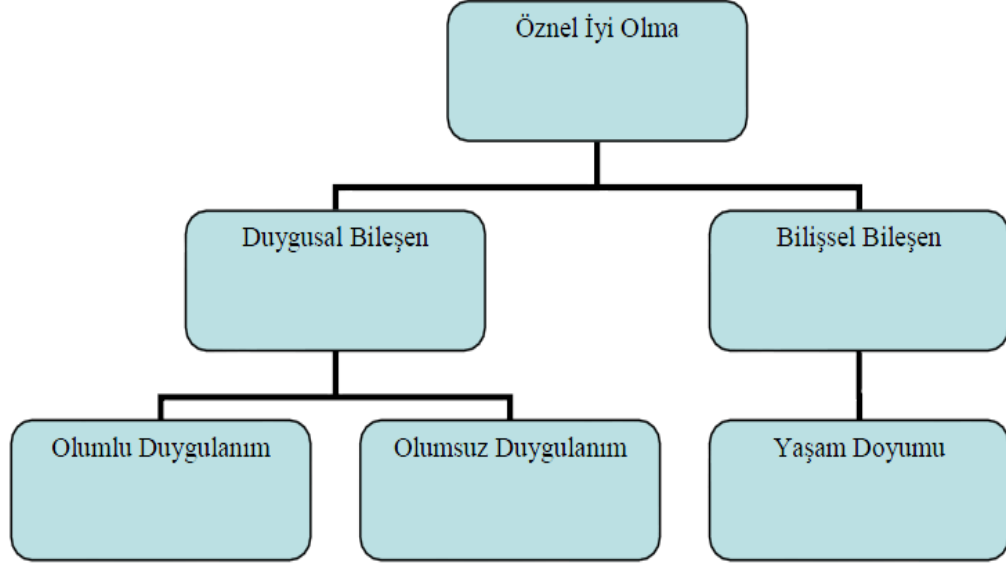 Öznel İyi Olma
Duygusal Bileşen
Bilişsel Bileşen
Olumlu Duygulanım
Olumsuz Duygulanım
Yaşam Doyumu